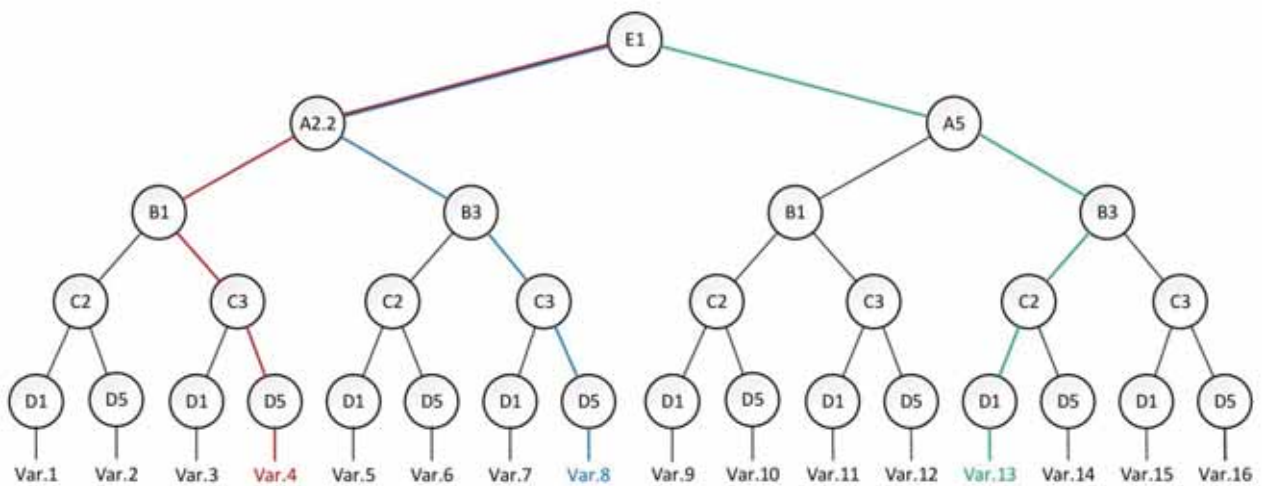 E1
A2.2 A5
B1 B3 B1 B3
C2 C3 C2 C3 C2 C3 C2 C3
D1 D5 D1 D5 D1 D5 D1 D5 D1 D5 D1 D5 D1 D5 D1 D5
Var.1 Var.2 Var.3 Var.4 Var.5 Var.6 Var.7 Var.8 Var.9 Var.10 Var.11 Var.12 Var.13 Var.14 Var.15 Var.16